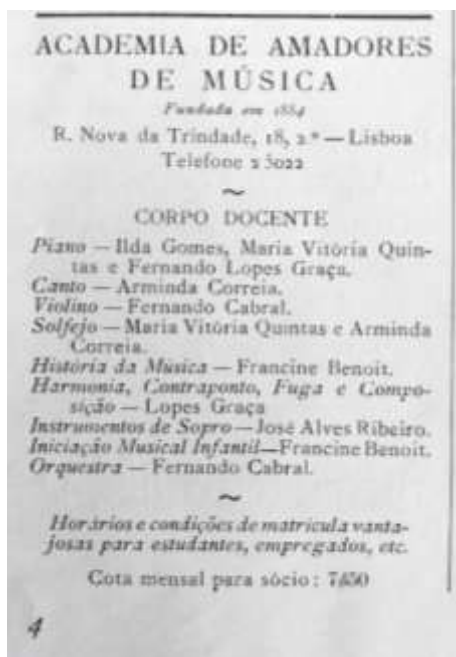 ACADEMIA DE AMADORES
DE MÚSICA
Fundada em 1884
R. Nova da Trindade, 18, 2.º — Lisboa
Telefone 2 5022
~
CORPO DOCENTE
Piano — Ilda Gomes, Maria Vitória Quin-
tas e Fernando Lopes Graça.
Canto — Arminda Correia.
Violino — Fernando Cabral.
Solfejo — Maria Vitória Quintas e Arminda
Correia.
História da Música — Francine Benoit.
Harmonia, Contraponto, Fuga e Compo-
sição — Lopes Graça
Instrumentos de Sopro — José Alves Ribeiro.
Iniciação Musical Infantil — Francine Benoit.
Orquestra — Fernando Cabral.
~
Horários e condições de matrícula vanta-
josas para estudantes, empregados, etc.
Cota mensal para sócio: 7$50
4